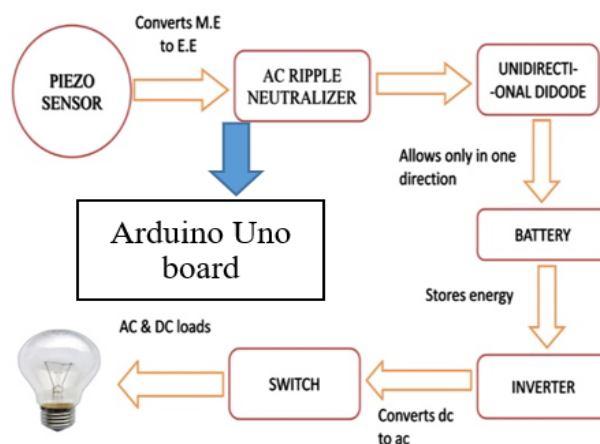 Converts M.E
to E.E
PIEZO
SENSOR
AC RIPPLE
NEUTRALIZER
UNIDIRECTI-
-ONAL DIDODE
Allows only in one
direction
Arduino Uno
board
BATTERY
Stores energy
AC & DC loads
SWITCH
INVERTER
Converts dc
to ac